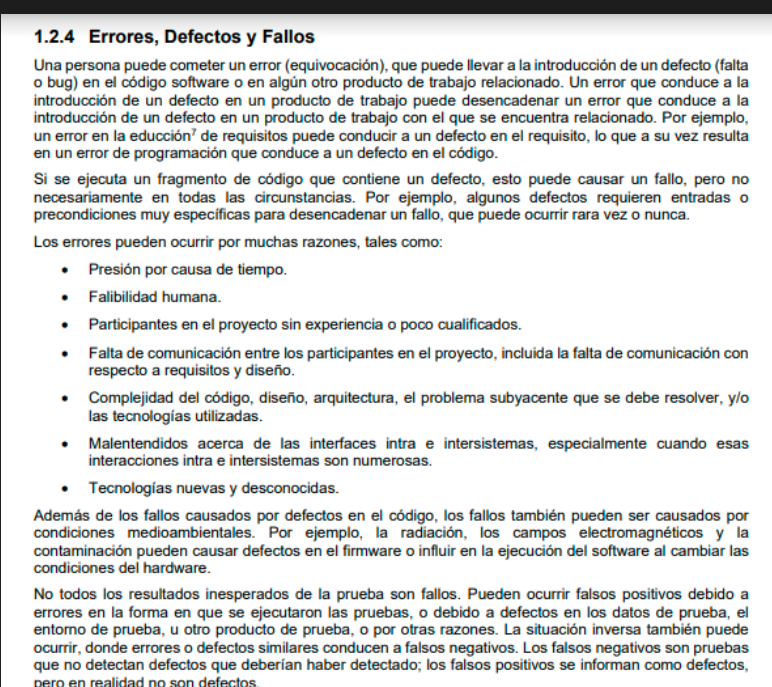 1.2.4 Errores, Defectos y Fallos
Una persona puede cometer un error (equivocación), que puede llevar a la introducción de un defecto (falta
o bug) en el código software o en algún otro producto de trabajo relacionado. Un error que conduce a la
introducción de un defecto en un producto de trabajo puede desencadenar un error que conduce a la
introducción de un defecto en un producto de trabajo con el que se encuentra relacionado. Por ejemplo,
un error en la educción⁷ de requisitos puede conducir a un defecto en el requisito, lo que a su vez resulta
en un error de programación que conduce a un defecto en el código.
Si se ejecuta un fragmento de código que contiene un defecto, esto puede causar un fallo, pero no
necesariamente en todas las circunstancias. Por ejemplo, algunos defectos requieren entradas o
precondiciones muy específicas para desencadenar un fallo, que puede ocurrir rara vez o nunca.
Los errores pueden ocurrir por muchas razones, tales como:
• Presión por causa de tiempo.
• Falibilidad humana.
• Participantes en el proyecto sin experiencia o poco cualificados.
• Falta de comunicación entre los participantes en el proyecto, incluida la falta de comunicación con
respecto a requisitos y diseño.
• Complejidad del código, diseño, arquitectura, el problema subyacente que se debe resolver, y/o
las tecnologías utilizadas.
• Malentendidos acerca de las interfaces intra e intersistemas, especialmente cuando esas
interacciones intra e intersistemas son numerosas.
• Tecnologías nuevas y desconocidas.
Además de los fallos causados por defectos en el código, los fallos también pueden ser causados por
condiciones medioambientales. Por ejemplo, la radiación, los campos electromagnéticos y la
contaminación pueden causar defectos en el firmware o influir en la ejecución del software al cambiar las
condiciones del hardware.
No todos los resultados inesperados de la prueba son fallos. Pueden ocurrir falsos positivos debido a
errores en la forma en que se ejecutaron las pruebas, o debido a defectos en los datos de prueba, el
entorno de prueba, u otro producto de prueba, o por otras razones. La situación inversa también puede
ocurrir, donde errores o defectos similares conducen a falsos negativos. Los falsos negativos son pruebas
que no detectan defectos que deberían haber detectado; los falsos positivos se informan como defectos,
pero en realidad no son defectos.